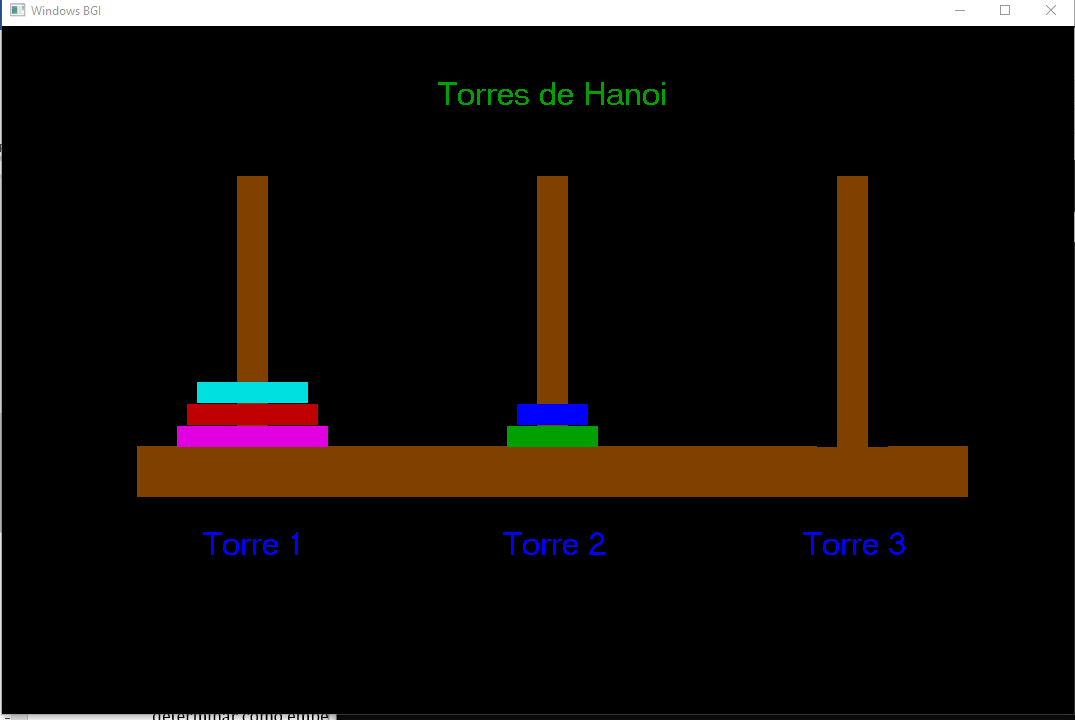 Windows BGI
Torres de Hanoi
Torre 1
Torre 2
Torre 3